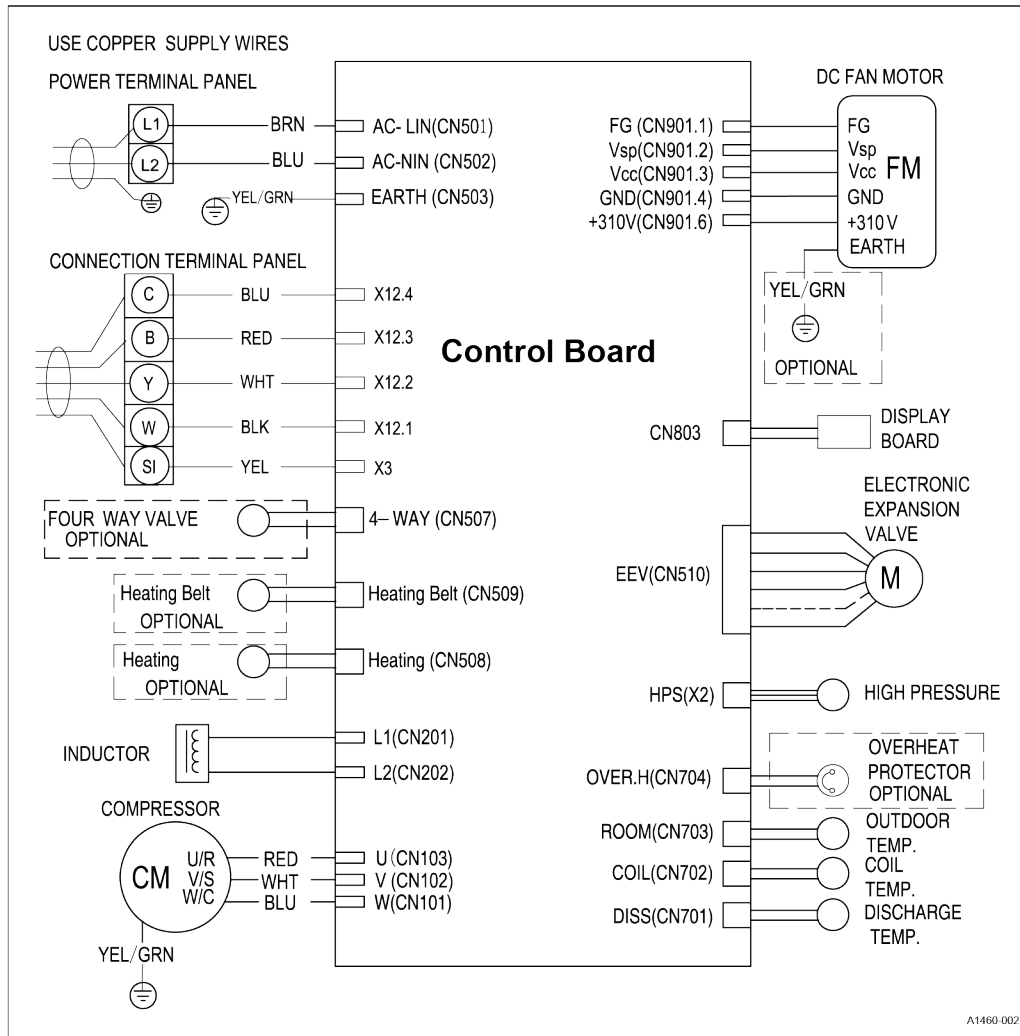 USE COPPER SUPPLY WIRES
POWER TERMINAL PANEL
L1
BRN
AC- LIN(CN501)
L2
BLU
AC-NIN (CN502)
YEL/GRN
EARTH (CN503)
CONNECTION TERMINAL PANEL
C
BLU
X12.4
B
RED
X12.3
Y
WHT
X12.2
W
BLK
X12.1
SI
YEL
X3
FOUR WAY VALVE
OPTIONAL
4-WAY (CN507)
Heating Belt
OPTIONAL
Heating Belt (CN509)
Heating
OPTIONAL
Heating (CN508)
INDUCTOR
L1(CN201)
L2(CN202)
COMPRESSOR
CM
U/R
RED
U(CN103)
V/S
WHT
V (CN102)
W/C
BLU
W(CN101)
YEL/GRN
Control Board
DC FAN MOTOR
FG (CN901.1)
FG
Vsp(CN901.2)
Vsp
Vcc(CN901.3)
Vcc
FM
GND(CN901.4)
GND
+310V(CN901.6)
+310 V
EARTH
YEL/GRN
OPTIONAL
CN803
DISPLAY
BOARD
ELECTRONIC
EXPANSION
VALVE
EEV(CN510)
M
HPS(X2)
HIGH PRESSURE
OVER.H(CN704)
OVERHEAT
PROTECTOR
OPTIONAL
ROOM(CN703)
OUTDOOR
TEMP.
COIL(CN702)
COIL
TEMP.
DISS(CN701)
DISCHARGE
TEMP.
A1460-002